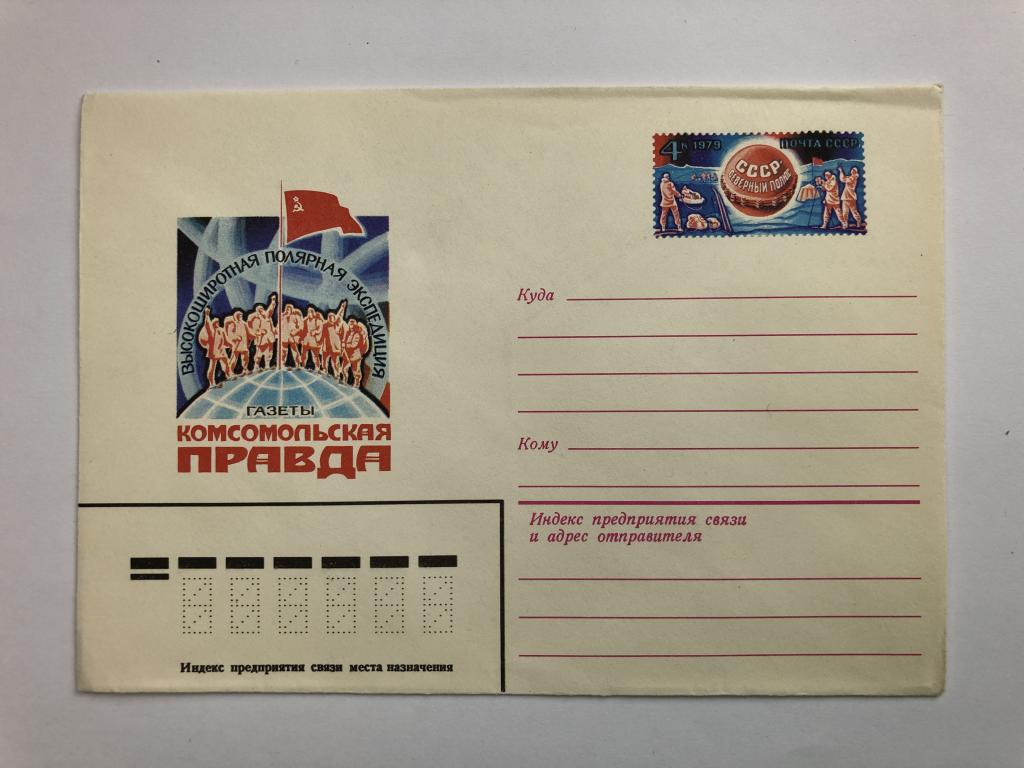 4к 1979 ПОЧТА СССР
СССР-
СЕВЕРНЫЙ ПОЛЮС
ВЫСОКОШИРОТНАЯ ПОЛЯРНАЯ ЭКСПЕДИЦИЯ
ГАЗЕТЫ
КОМСОМОЛЬСКАЯ
ПРАВДА
Куда
Кому
Индекс предприятия связи
и адрес отправителя
Индекс предприятия связи места назначения